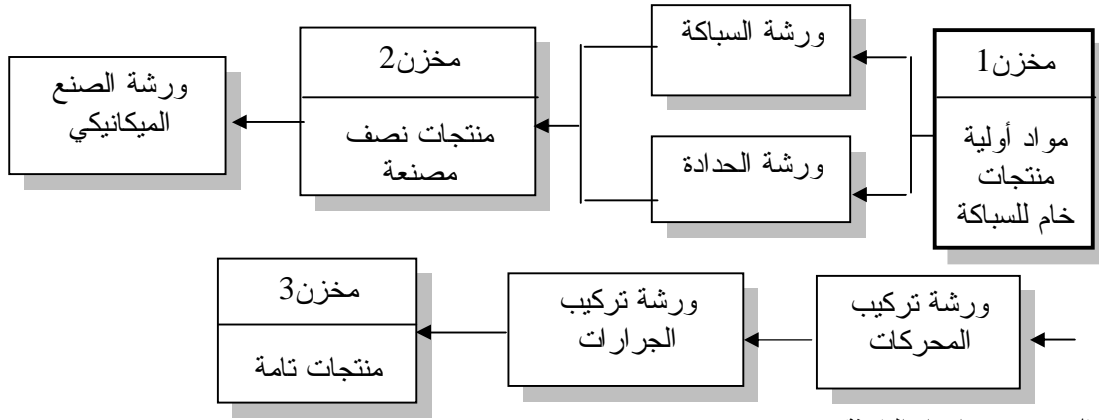 مخزن1
مواد أولية
منتجات
خام للسباكة
ورشة السباكة
ورشة الحدادة
مخزن2
منتجات نصف
مصنعة
ورشة الصنع
الميكانيكي
ورشة تركيب
المحركات
ورشة تركيب
الجرارات
مخزن3
منتجات تامة